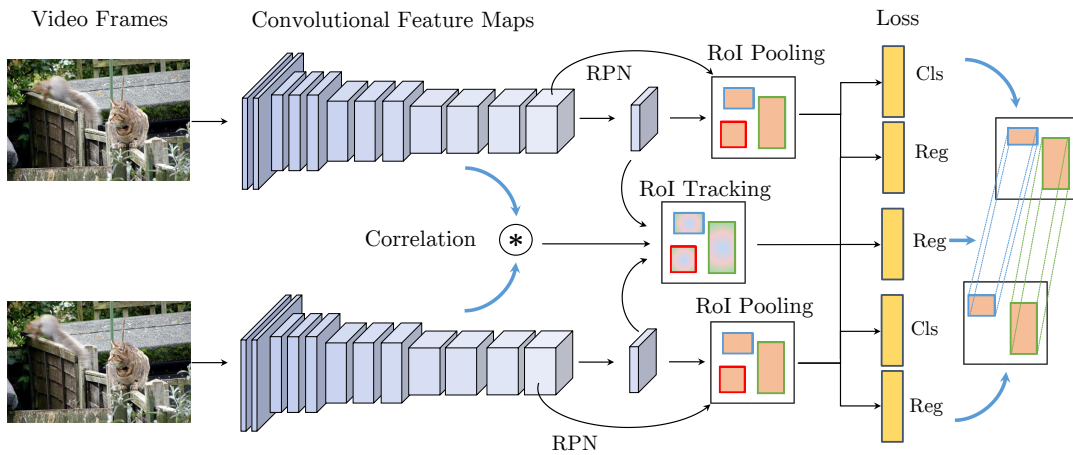 Video Frames
Convolutional Feature Maps
Loss
RPN
RoI Pooling
Cls
Reg
RoI Tracking
Correlation
*
Reg
RoI Pooling
Cls
Reg
RPN